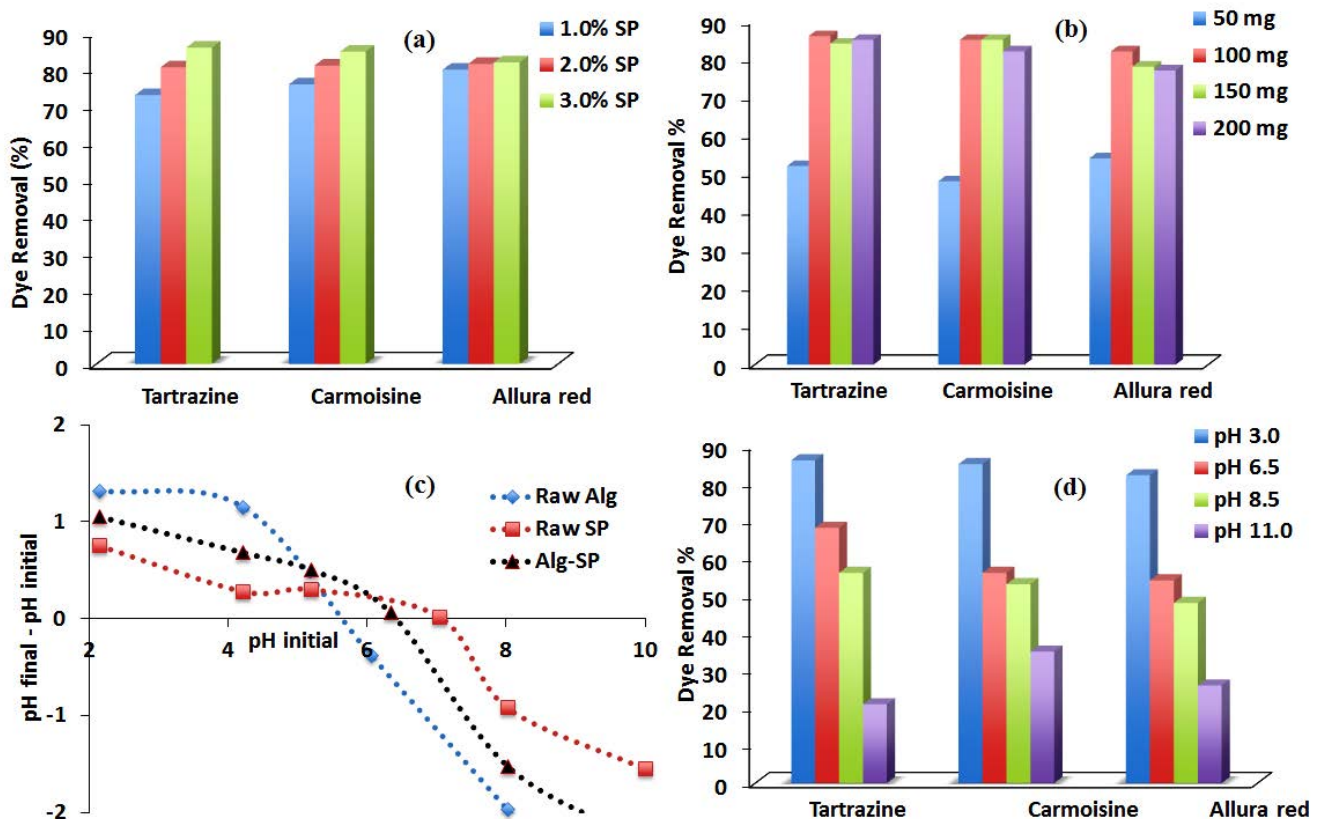 (a)
1.0% SP
2.0% SP
3.0% SP
Dye Removal (%)
90
80
70
60
50
40
30
20
10
0
Tartrazine Carmoisine Allura red
(b)
50 mg
100 mg
150 mg
200 mg
Dye Removal %
90
80
70
60
50
40
30
20
10
0
Tartrazine Carmoisine Allura red
(c)
Raw Alg
Raw SP
Alg-SP
pH final - pH initial
2
1
0
-1
-2
2 4 6 8 10
pH initial
(d)
pH 3.0
pH 6.5
pH 8.5
pH 11.0
Dye Removal %
90
80
70
60
50
40
30
20
10
0
Tartrazine Carmoisine Allura red